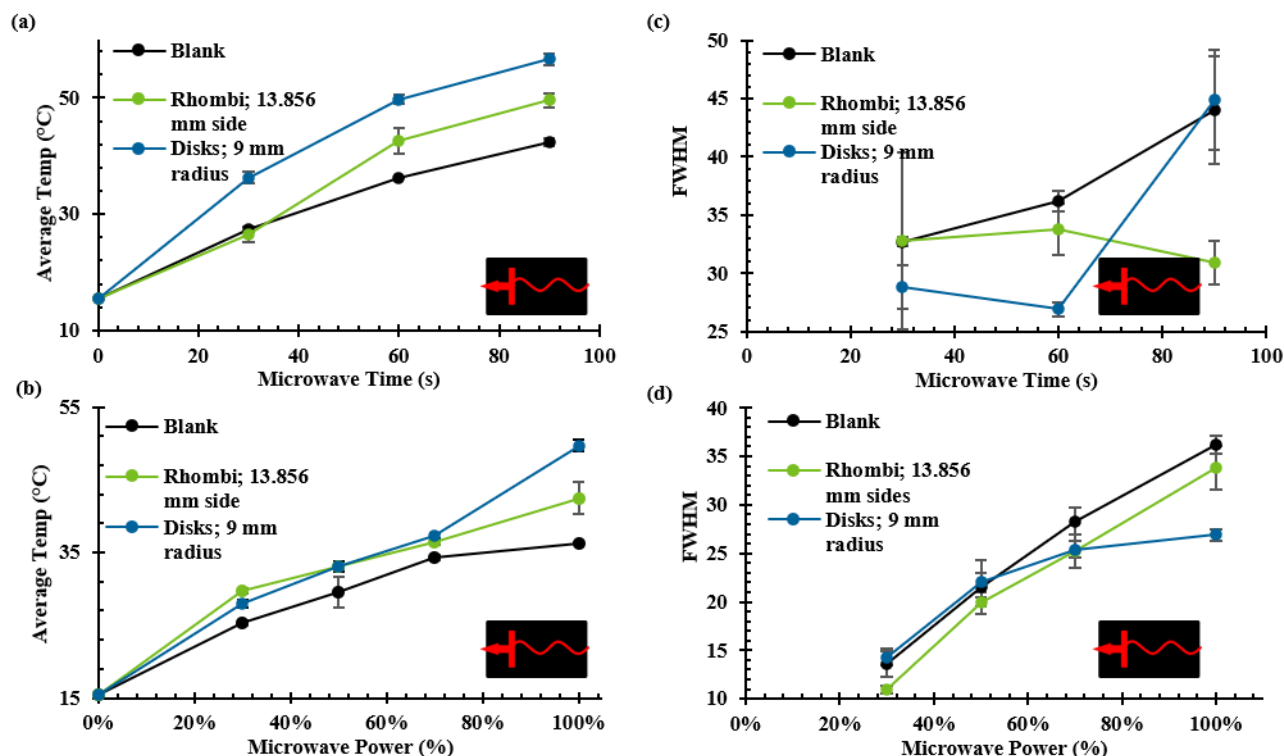 (a)
Blank
Rhombi; 13.856
mm side
Disks; 9 mm
radius
Average Temp (°C)
50
30
10
0
20
40
60
80
100
Microwave Time (s)
(c)
Blank
Rhombi; 13.856
mm side
Disks; 9 mm
radius
FWHM
50
45
40
35
30
25
0
20
40
60
80
100
Microwave Time (s)
(b)
Blank
Rhombi; 13.856
mm side
Disks; 9 mm
radius
Average Temp (°C)
55
35
15
0%
20%
40%
60%
80%
100%
Microwave Power (%)
(d)
Blank
Rhombi; 13.856
mm sides
Disks; 9 mm
radius
FWHM
40
35
30
25
20
15
10
0%
20%
40%
60%
80%
100%
Microwave Power (%)